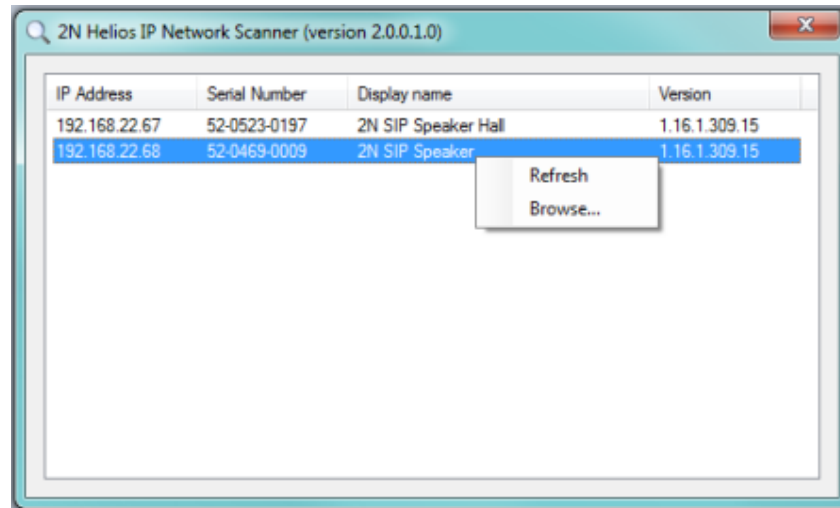 2N Helios IP Network Scanner (version 2.0.0.1.0)
IP Address Serial Number Display name Version
192.168.22.67 52-0523-0197 2N SIP Speaker Hall 1.16.1.309.15
192.168.22.68 52-0469-0009 2N SIP Speaker 1.16.1.309.15
Refresh
Browse...